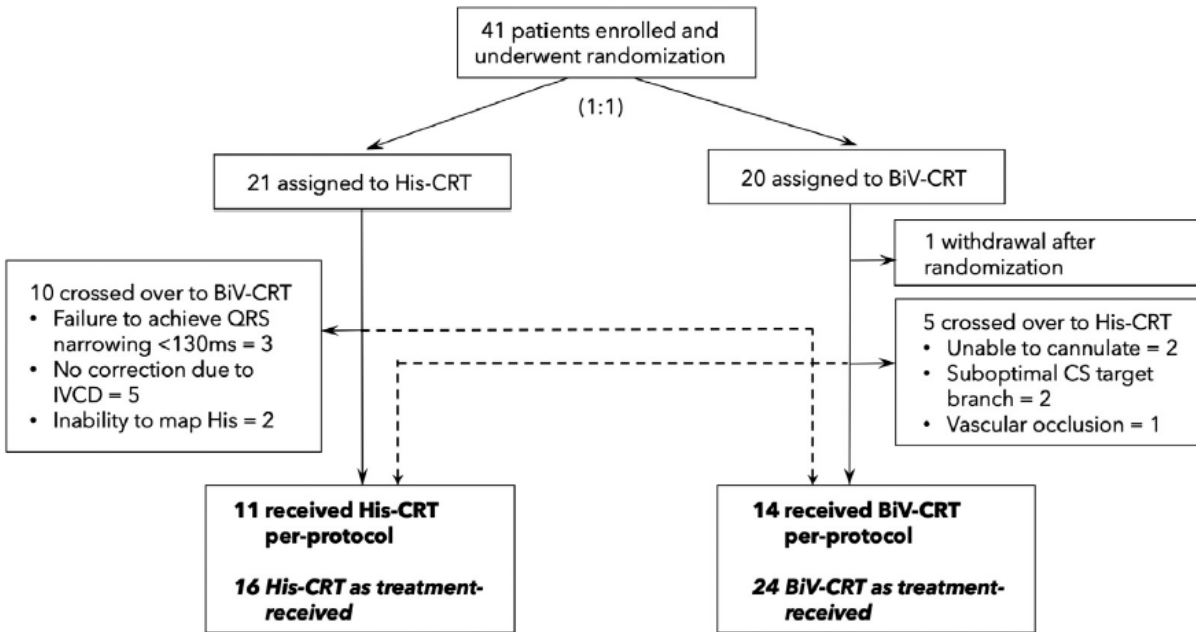 41 patients enrolled and
underwent randomization
(1:1)
21 assigned to His-CRT
20 assigned to BiV-CRT
1 withdrawal after
randomization
10 crossed over to BiV-CRT
• Failure to achieve QRS
narrowing <130ms = 3
• No correction due to
IVCD = 5
• Inability to map His = 2
5 crossed over to His-CRT
• Unable to cannulate = 2
• Suboptimal CS target
branch = 2
• Vascular occlusion = 1
11 received His-CRT
per-protocol
16 His-CRT as treatment-
received
14 received BiV-CRT
per-protocol
24 BiV-CRT as treatment-
received